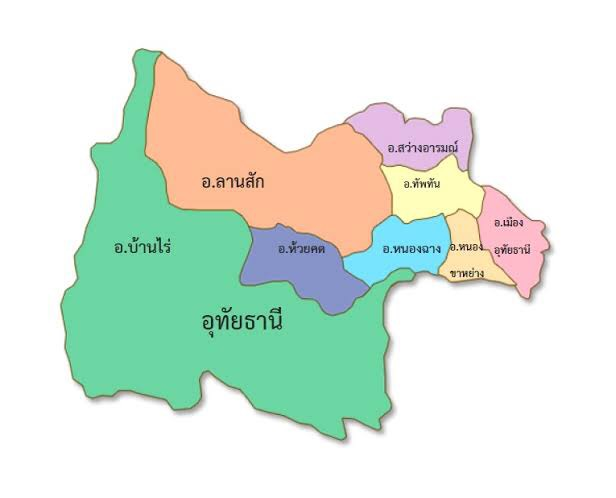 อ.สว่างอารมณ์
อ.ลานสัก
อ.ทัพทัน
อ.เมือง
อุทัยธานี
อ.บ้านไร่
อ.ห้วยคต
อ.หนองฉาง
อ.หนอง
ขาหย่าง
อุทัยธานี